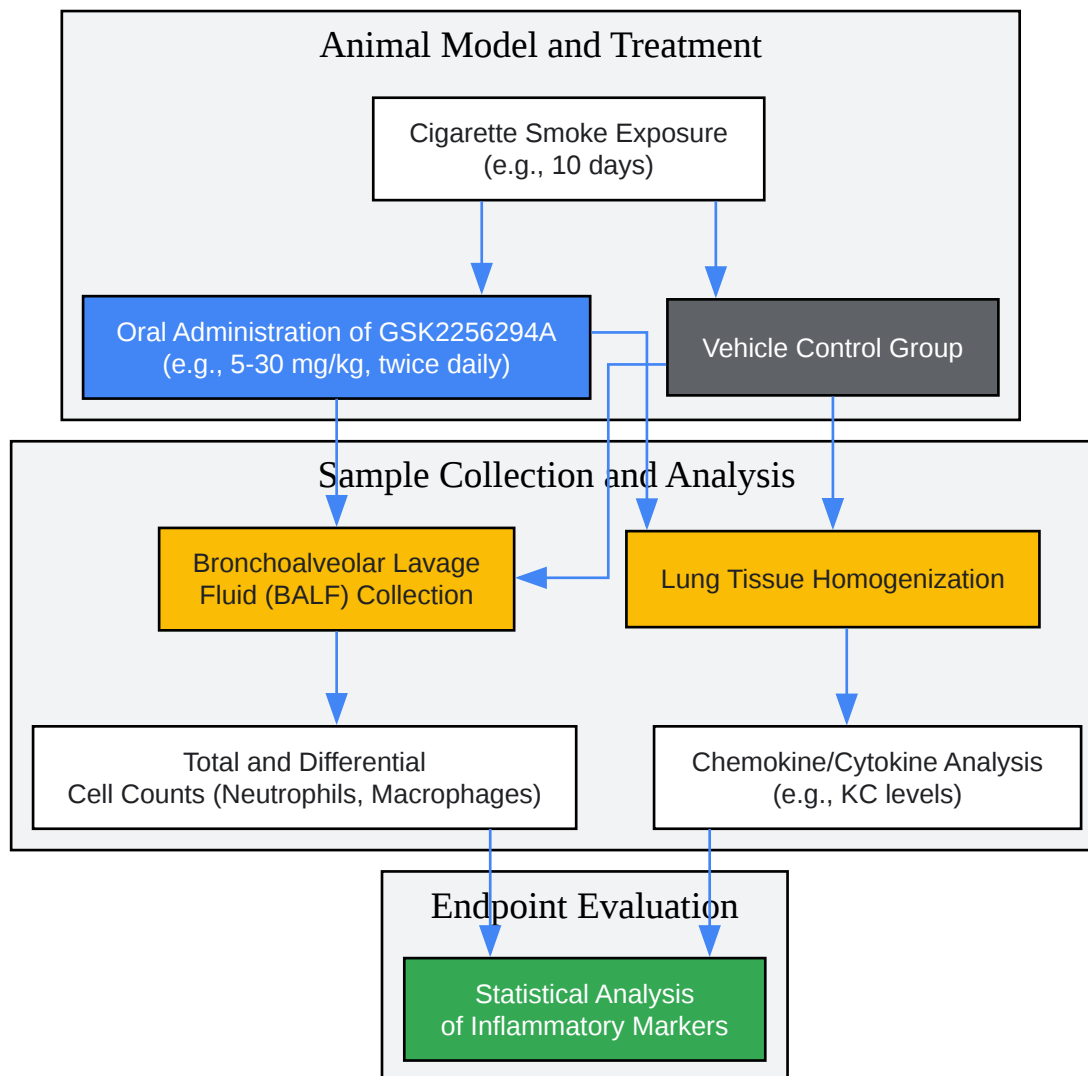 Animal Model and Treatment
Cigarette Smoke Exposure
(e.g., 10 days)
Oral Administration of GSK2256294A
(e.g., 5-30 mg/kg, twice daily)
Vehicle Control Group
Sample Collection and Analysis
Bronchoalveolar Lavage
Fluid (BALF) Collection
Lung Tissue Homogenization
Total and Differential
Cell Counts (Neutrophils, Macrophages)
Chemokine/Cytokine Analysis
(e.g., KC levels)
Endpoint Evaluation
Statistical Analysis
of Inflammatory Markers